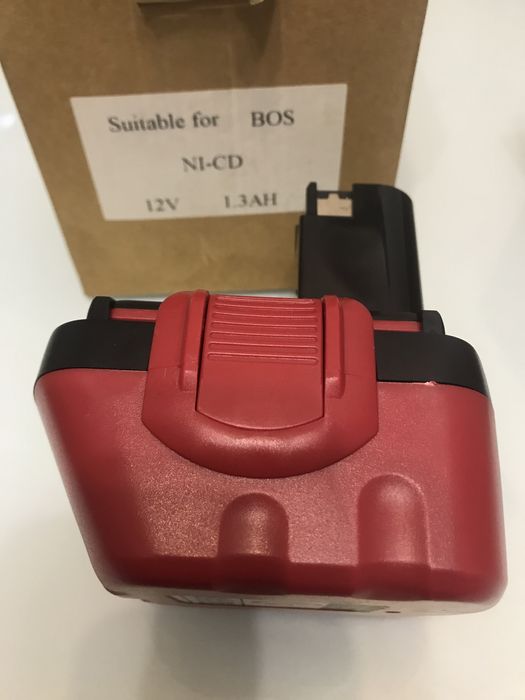 Suitable for BOS
NI-CD
12V 1.3AH